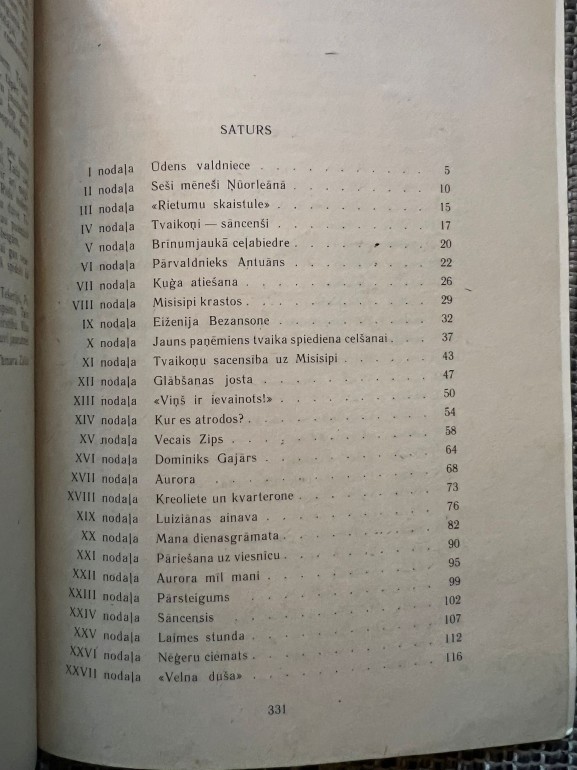 SATURS
I nodaļa Ūdens valdniece . . . . . . . . . . 5
II nodaļa Seši mēneši Ņūorleānā . . . . . . . . 10
III nodaļa «Rietumu skaistule» . . . . . . . . . 15
IV nodaļa Tvaikoņi — sāncenši . . . . . . . . . 17
V nodaļa Brīnumjaukā ceļabiedre . . . . . . . . 20
VI nodaļa Pārvaldnieks Antuāns . . . . . . . . 22
VII nodaļa Kuģa atiešana . . . . . . . . . . 26
VIII nodaļa Misisipi krastos . . . . . . . . . . 29
IX nodaļa Eiženija Bezansone . . . . . . . . . 32
X nodaļa Jauns paņēmiens tvaika spiediena celšanai . . . 37
XI nodaļa Tvaikoņu sacensība uz Misisipi . . . . . . 43
XII nodaļa Glābšanas josta . . . . . . . . . . 47
XIII nodaļa «Viņš ir ievainots!» . . . . . . . . . 50
XIV nodaļa Kur es atrodos? . . . . . . . . . . 54
XV nodaļa Vecais Zips . . . . . . . . . . . 58
XVI nodaļa Dominiks Gajārs . . . . . . . . . . 64
XVII nodaļa Aurora . . . . . . . . . . . . 68
XVIII nodaļa Kreoliete un kvarterone . . . . . . . . 73
XIX nodaļa Luiziānas ainava . . . . . . . . . . 76
XX nodaļa Mana dienasgrāmata . . . . . . . . . 82
XXI nodaļa Pāriešana uz viesnīcu . . . . . . . . . 90
XXII nodaļa Aurora mīl mani . . . . . . . . . . 95
XXIII nodaļa Pārsteigums . . . . . . . . . . . 99
XXIV nodaļa Sāncensis . . . . . . . . . . . 102
XXV nodaļa Laimes stunda . . . . . . . . . . 107
XXVI nodaļa Nēģeru ciemats . . . . . . . . . . 112
XXVII nodaļa «Velna duša» . . . . . . . . . . 116
331